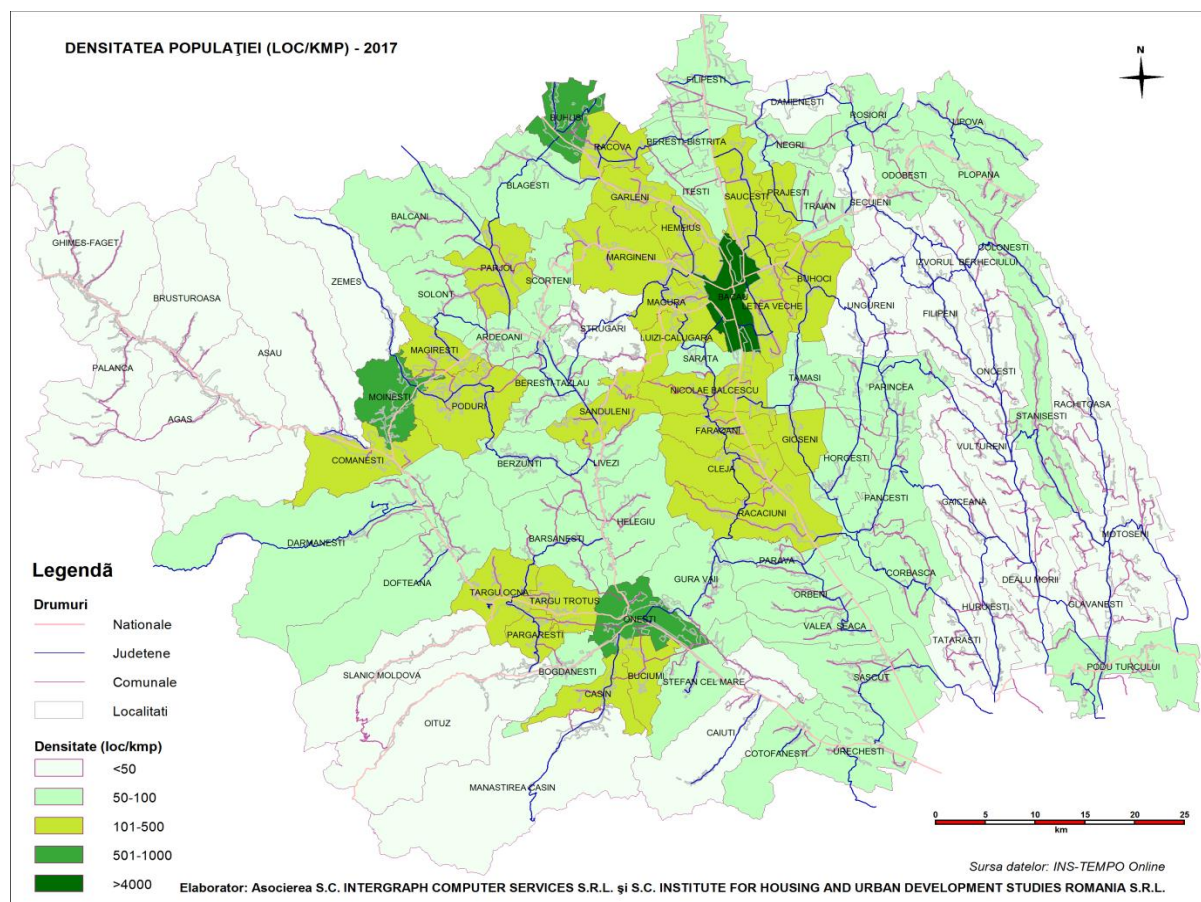 DENSITATEA POPULAŢIEI (LOC/KMP) - 2017
N
FILIPESTI
DAMIENESTI
BUHUSI
ROSIORI
LIPOVA
RACOVA
BERESTI-BISTRITA
NEGRI
BLAGESTI
ITESTI
ODOBESTI
PLOPANA
GARLENI
SAUCESTI
PRAJESTI
TRAIAN
SECUIENI
BALCANI
HEMEIUS
GHIMES-FAGET
COLONESTI
MARGINENI
IZVORUL BERHECIULUI
PARJOL
ZEMES
SCORTENI
BUHOCI
BRUSTUROASA
SOLONT
BACAU
MAGURA
LETEA VECHE
UNGURENI
FILIPENI
STRUGARI
ARDEOANI
LUIZI-CALUGARA
MAGIRESTI
ASAU
SARATA
PALANCA
BERESTI-TAZLAU
TAMASI
ONCESTI
NICOLAE BALCESCU
PARINCEA
MOINESTI
PODURI
RACHITOASA
SANDULENI
STANISESTI
AGAS
FARAOANI
GIOSENI
VULTURENI
COMANESTI
BERZUNTI
LIVEZI
CLEJA
HORGESTI
PANCESTI
GAICEANA
RACACIUNI
HELEGIU
MOTOSENI
BARSANESTI
DARMANESTI
PARAVA
DOFTEANA
GURA VAII
CORBASCA
DEALU MORII
TARGU OCNA
ORBENI
TARGU TROTUS
GLAVANESTI
HURUIESTI
ONESTI
VALEA SEACA
PARGARESTI
TATARASTI
PODU TURCULUI
BOGDANESTI
SLANIC MOLDOVA
BUCIUMI
STEFAN CEL MARE
SASCUT
CASIN
OITUZ
CAIUTI
COTOFANESTI
URECHESTI
MANASTIREA CASIN
Legendã
Drumuri
Nationale
Judetene
Comunale
Localitati
Densitate (loc/kmp)
<50
50-100
101-500
501-1000
>4000
0 5 10 15 20 25
km
Sursa datelor: INS-TEMPO Online
Elaborator: Asocierea S.C. INTERGRAPH COMPUTER SERVICES S.R.L. şi S.C. INSTITUTE FOR HOUSING AND URBAN DEVELOPMENT STUDIES ROMANIA S.R.L.